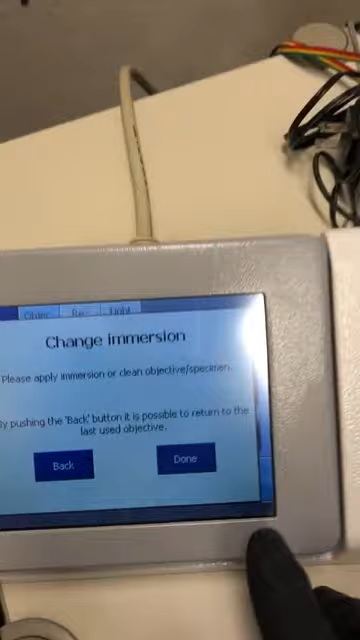 Light
Change immersion
Please apply immersion or clean objective/specimen.
By pushing the 'Back' button it is possible to return to the
last used objective.
Back
Done